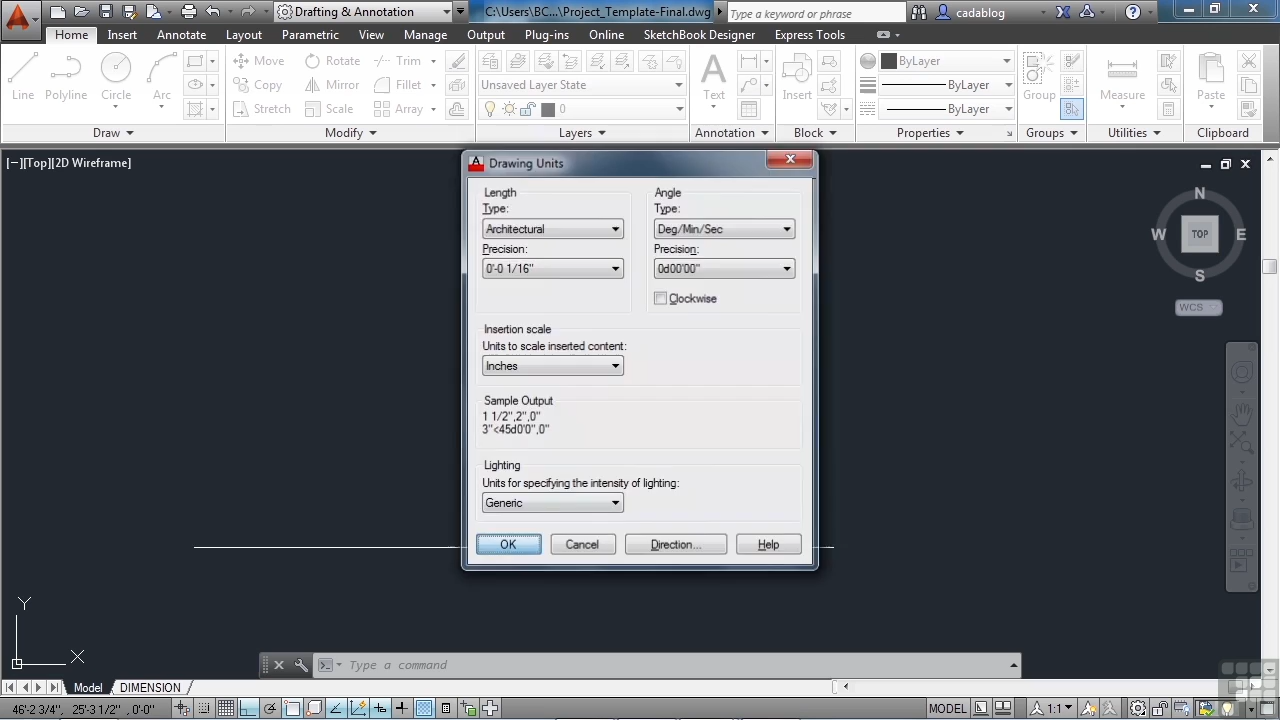 Drafting & Annotation
C:\Users\BC... \Project_Template-Final.dwg
Type a keyword or phrase
cadablog
Home Insert Annotate Layout Parametric View Manage Output Plug-ins Online SketchBook Designer Express Tools
Line Polyline Circle Arc
Move Rotate Trim
Copy Mirror Fillet
Stretch Scale Array
Unsaved Layer State
0
Text
Insert
ByLayer
ByLayer
ByLayer
Group
Measure
Paste
Draw Modify Layers Annotation Block Properties Groups Utilities Clipboard
[−][Top][2D Wireframe]
N
W TOP E
S
WCS
Drawing Units
Length
Type:
Architectural
Precision:
0'-0 1/16"
Angle
Type:
Deg/Min/Sec
Precision:
0d00'00"
Clockwise
Insertion scale
Units to scale inserted content:
Inches
Sample Output
1 1/2",2",0"
3"<45d0'0",0"
Lighting
Units for specifying the intensity of lighting:
Generic
OK Cancel Direction... Help
Y
X
Type a command
Model DIMENSION
46'-2 3/4", 25'-3 1/2" , 0'-0"
MODEL
1:1